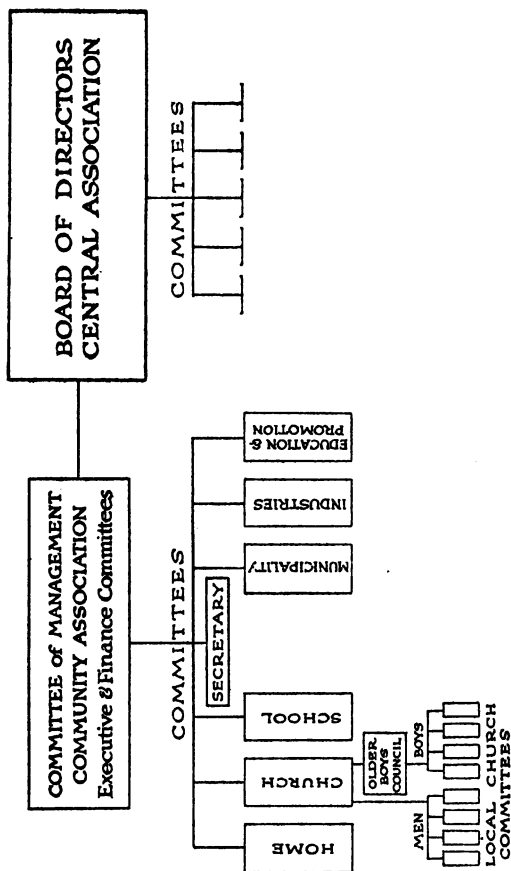 BOARD OF DIRECTORS
CENTRAL ASSOCIATION
COMMITTEES
COMMITTEE of MANAGEMENT
COMMUNITY ASSOCIATION
Executive & Finance Committees
COMMITTEES
SECRETARY
HOME
CHURCH
SCHOOL
MUNICIPALITY
INDUSTRIES
EDUCATION &
PROMOTION
OLDER
BOYS
COUNCIL
MEN
BOYS
LOCAL CHURCH
COMMITTEES